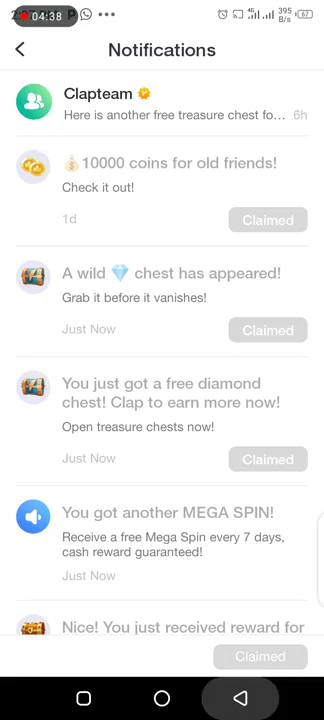 04:38
4G
395
B/s
67
Notifications
Clapteam
Here is another free treasure chest fo... 6h
💰10000 coins for old friends!
Check it out!
1d
Claimed
A wild 💎 chest has appeared!
Grab it before it vanishes!
Just Now
Claimed
You just got a free diamond
chest! Clap to earn more now!
Open treasure chests now!
Just Now
Claimed
You got another MEGA SPIN!
Receive a free Mega Spin every 7 days,
cash reward guaranteed!
Just Now
Nice! You just received reward for
Claimed